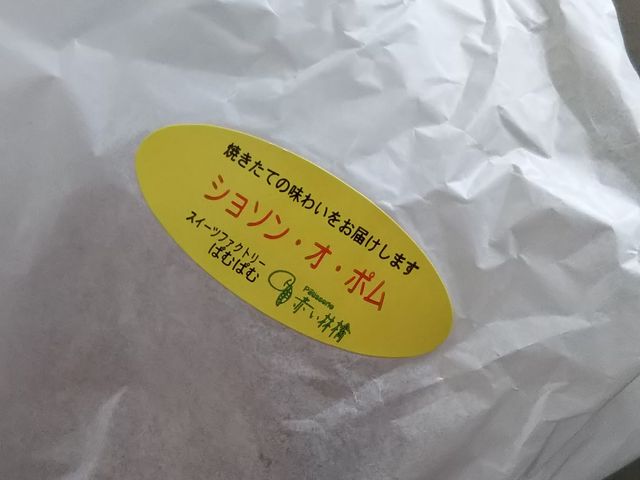 焼きたての味わいをお届けします
ショソン・オ・ポム
スイーツファクトリー
ぱむぱむ
Patisserie
赤い林檎